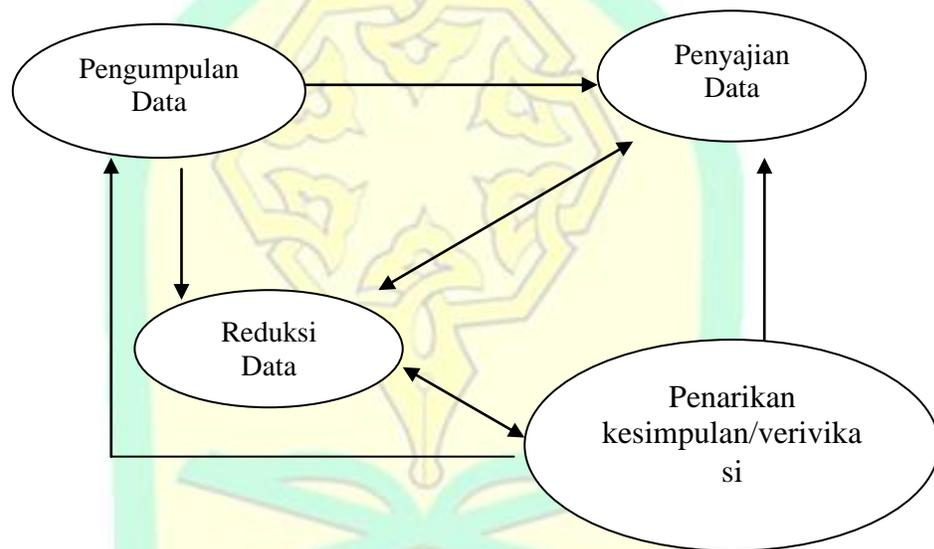 Pengumpulan
Data
Penyajian
Data
Reduksi
Data
Penarikan
kesimpulan/verivika
si